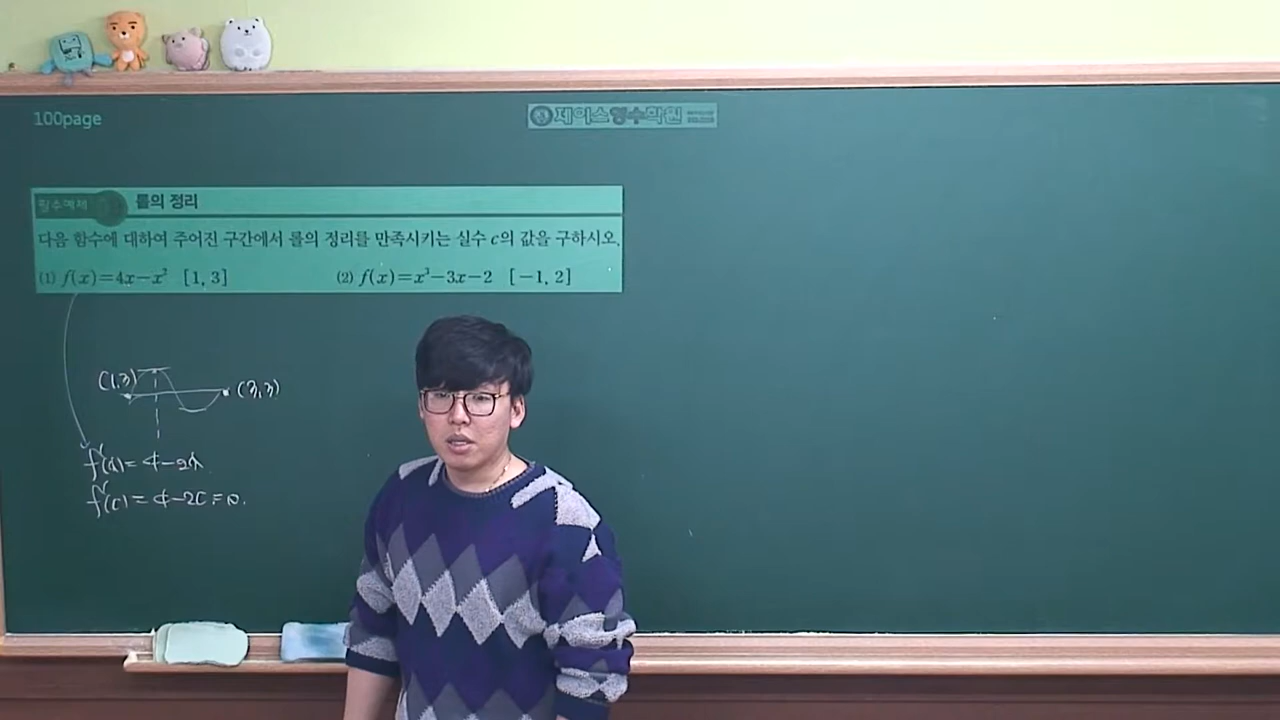 100page
제이스영수학원
필수예제 롤의 정리
다음 함수에 대하여 주어진 구간에서 롤의 정리를 만족시키는 실수 c의 값을 구하시오.
(1) f(x)=4x−x² [1, 3] (2) f(x)=x³−3x−2 [−1, 2]
(1,3) (3,3)
f'(x)=4−2x
f'(c)=4−2c=0.